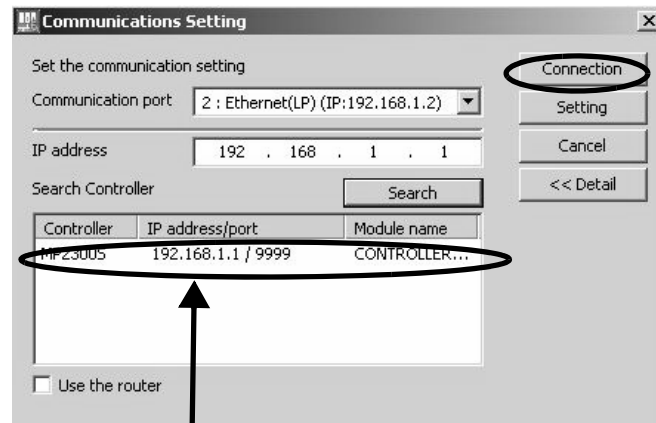 Communications Setting
Set the communication setting
Communication port 2 : Ethernet(LP) (IP:192.168.1.2)
IP address 192 . 168 . 1 . 1
Search Controller Search
Controller IP address/port Module name
MP2300S 192.168.1.1 / 9999 CONTROLLER...
Use the router
Connection
Setting
Cancel
<< Detail